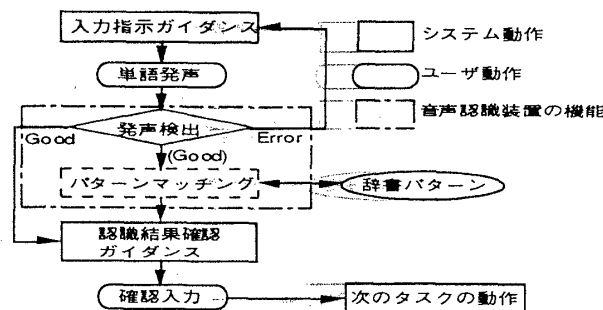 入力指示ガイダンス
システム動作
単語発声
ユーザ動作
発声検出
Good
Error
音声認識装置の機能
(Good)
パターンマッチング
辞書パターン
認識結果確認
ガイダンス
確認入力
次のタスクの動作